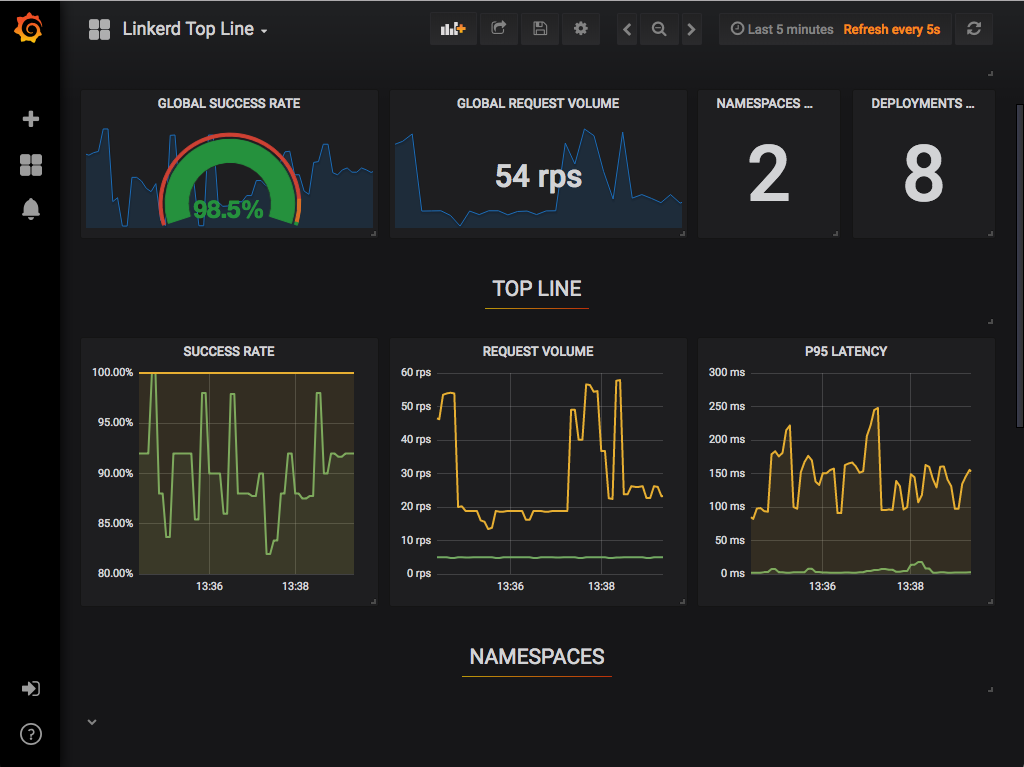 Linkerd Top Line
Last 5 minutes Refresh every 5s
GLOBAL SUCCESS RATE
98.5%
GLOBAL REQUEST VOLUME
54 rps
NAMESPACES ...
2
DEPLOYMENTS ...
8
TOP LINE
SUCCESS RATE
100.00%
95.00%
90.00%
85.00%
80.00%
13:36 13:38
REQUEST VOLUME
60 rps
50 rps
40 rps
30 rps
20 rps
10 rps
0 rps
13:36 13:38
P95 LATENCY
300 ms
250 ms
200 ms
150 ms
100 ms
50 ms
0 ms
13:36 13:38
NAMESPACES
?